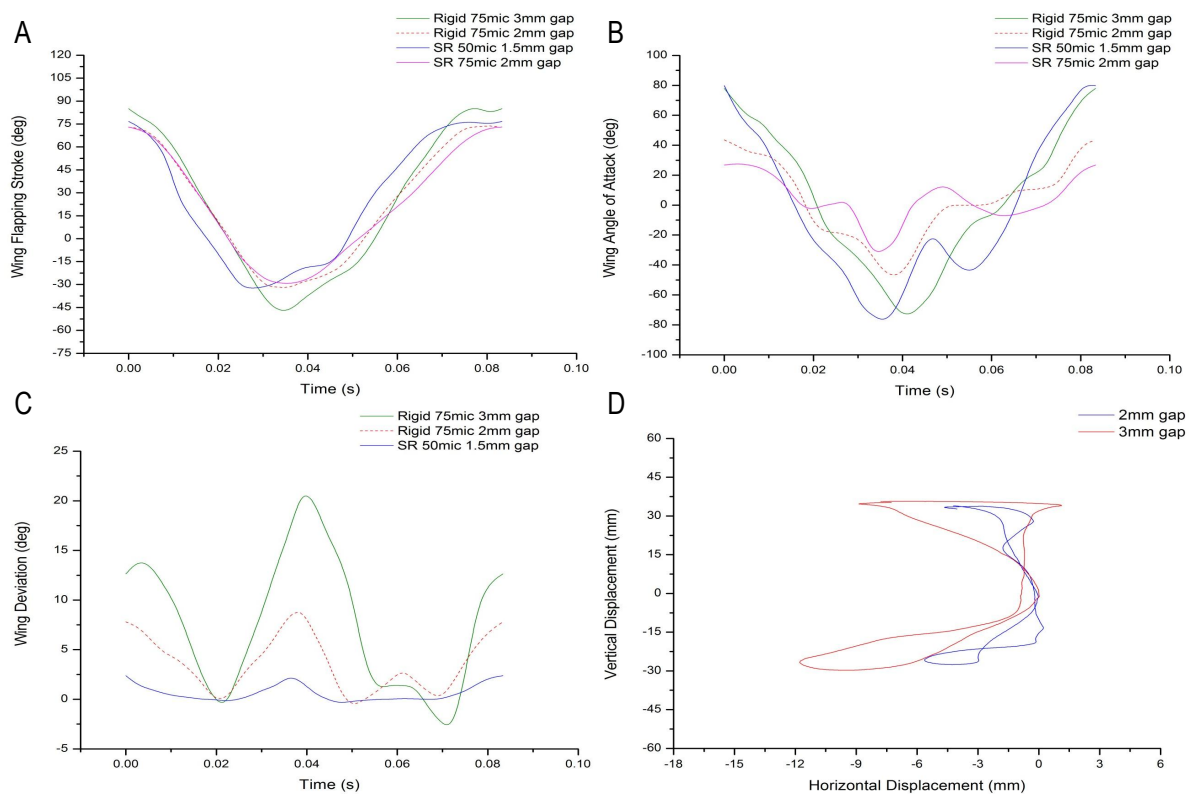 A
Rigid 75mic 3mm gap
Rigid 75mic 2mm gap
SR 50mic 1.5mm gap
SR 75mic 2mm gap
120
105
90
75
60
45
30
15
0
-15
-30
-45
-60
-75
Wing Flapping Stroke (deg)
0.00
0.02
0.04
0.06
0.08
0.10
Time (s)
B
Rigid 75mic 3mm gap
Rigid 75mic 2mm gap
SR 50mic 1.5mm gap
SR 75mic 2mm gap
100
80
60
40
20
0
-20
-40
-60
-80
-100
Wing Angle of Attack (deg)
0.00
0.02
0.04
0.06
0.08
0.10
Time (s)
C
Rigid 75mic 3mm gap
Rigid 75mic 2mm gap
SR 50mic 1.5mm gap
25
20
15
10
5
0
-5
Wing Deviation (deg)
0.00
0.02
0.04
0.06
0.08
0.10
Time (s)
D
2mm gap
3mm gap
60
45
30
15
0
-15
-30
-45
-60
Vertical Displacement (mm)
-18
-15
-12
-9
-6
-3
0
3
6
Horizontal Displacement (mm)